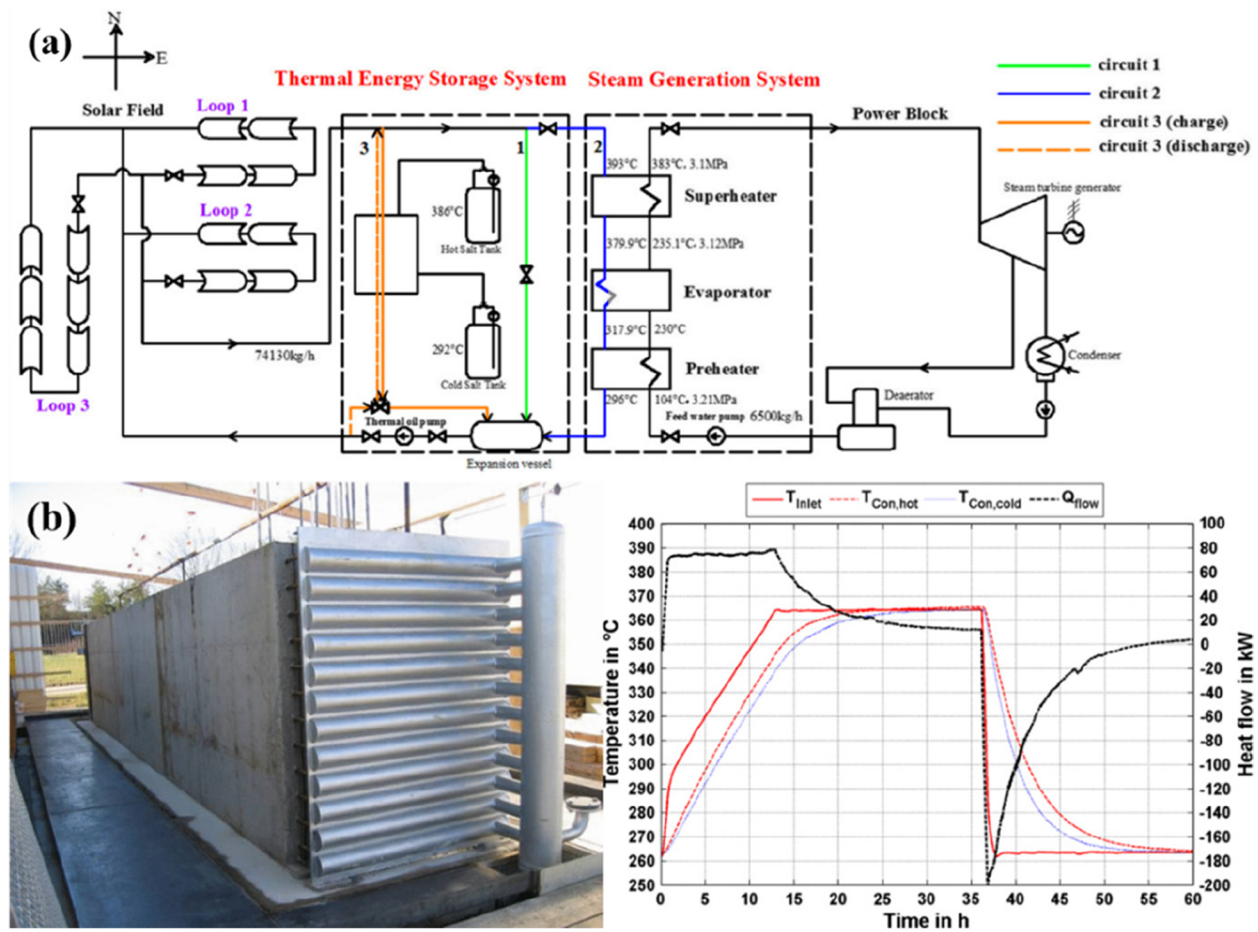 (a)
N
E
Solar Field
Loop 1
Loop 2
Loop 3
74130kg/h
Thermal Energy Storage System
3
1
386°C
Hot Salt Tank
292°C
Cold Salt Tank
Thermal oil pump
Expansion vessel
Steam Generation System
2
393°C
383°C, 3.1MPa
Superheater
379.9°C
235.1°C, 3.12MPa
Evaporator
317.9°C
230°C
Preheater
296°C
104°C, 3.21MPa
Feed water pump 6500kg/h
Power Block
Steam turbine generator
Condenser
Deaerator
circuit 1
circuit 2
circuit 3 (charge)
circuit 3 (discharge)
(b)
T Inlet
T Con,hot
T Con,cold
Q flow
Temperature in °C
400
390
380
370
360
350
340
330
320
310
300
290
280
270
260
250
Heat flow in kW
100
80
60
40
20
0
-20
-40
-60
-80
-100
-120
-140
-160
-180
-200
0 5 10 15 20 25 30 35 40 45 50 55 60
Time in h